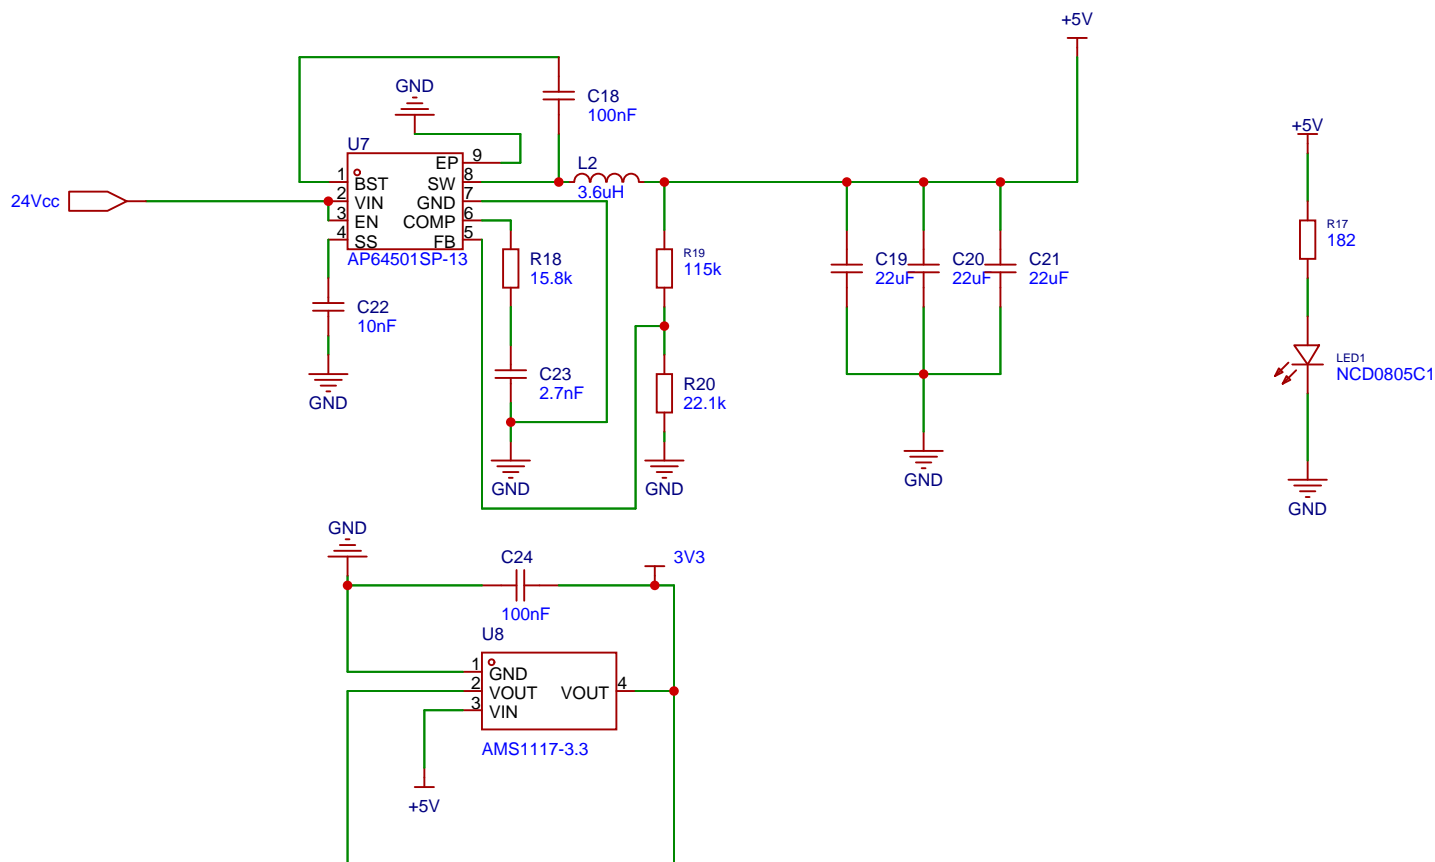 +5V
GND
C18
100nF
+5V
U7
EP 9
1 BST
SW 8
2 VIN
GND 7
3 EN
COMP 6
4 SS
FB 5
AP64501SP-13
24Vcc
L2
3.6uH
R17
182
R18
15.8k
R19
115k
C19
22uF
C20
22uF
C21
22uF
C22
10nF
GND
C23
2.7nF
R20
22.1k
LED1
NCD0805C1
GND
GND
GND
GND
GND
C24
100nF
3V3
U8
1 GND
2 VOUT
3 VIN
VOUT 4
AMS1117-3.3
+5V